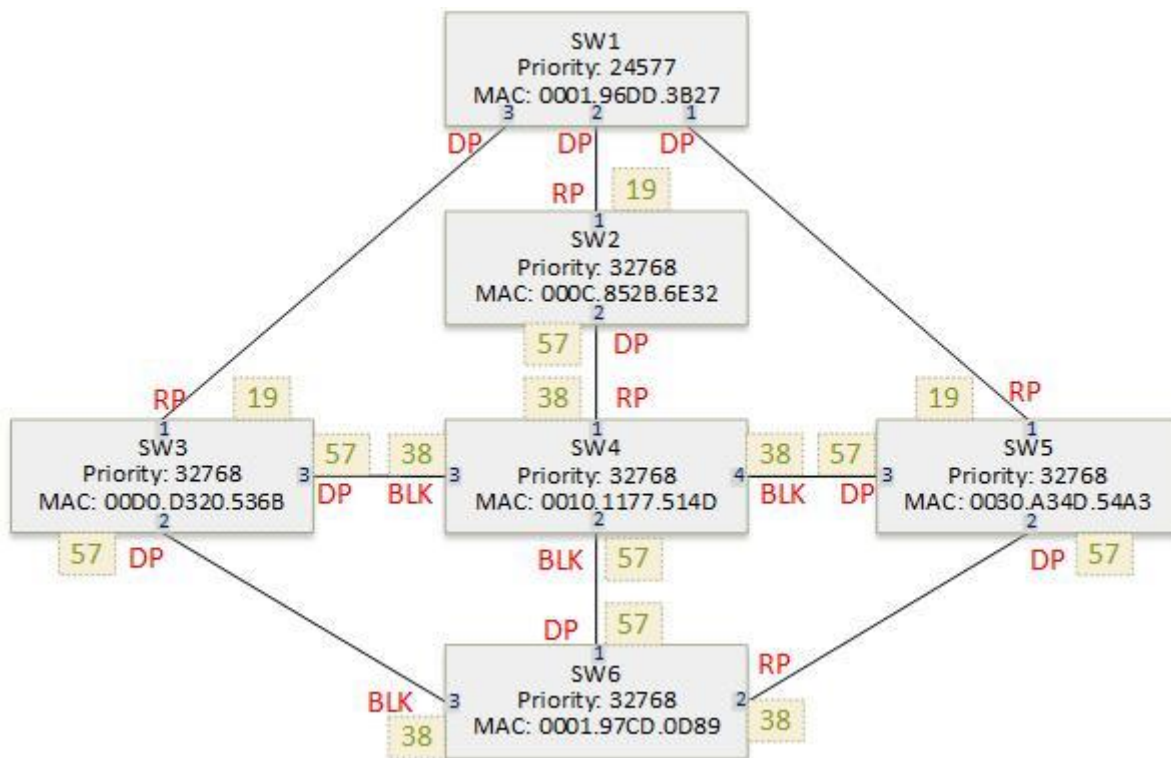 SW1
Priority: 24577
MAC: 0001.96DD.3B27
3 2 1
DP DP DP
RP 19
1
SW2
Priority: 32768
MAC: 000C.852B.6E32
2
57 DP
RP 19 38 RP 19 RP
1 1 1
SW3
Priority: 32768
MAC: 00D0.D320.536B
3
2
57 38
DP BLK
SW4
Priority: 32768
MAC: 0010.1177.514D
3 4
2
38 57
BLK DP
SW5
Priority: 32768
MAC: 0030.A34D.54A3
3
2
57 DP BLK 57 DP 57
DP 57
1
SW6
Priority: 32768
MAC: 0001.97CD.0D89
3 2
BLK RP
38 38